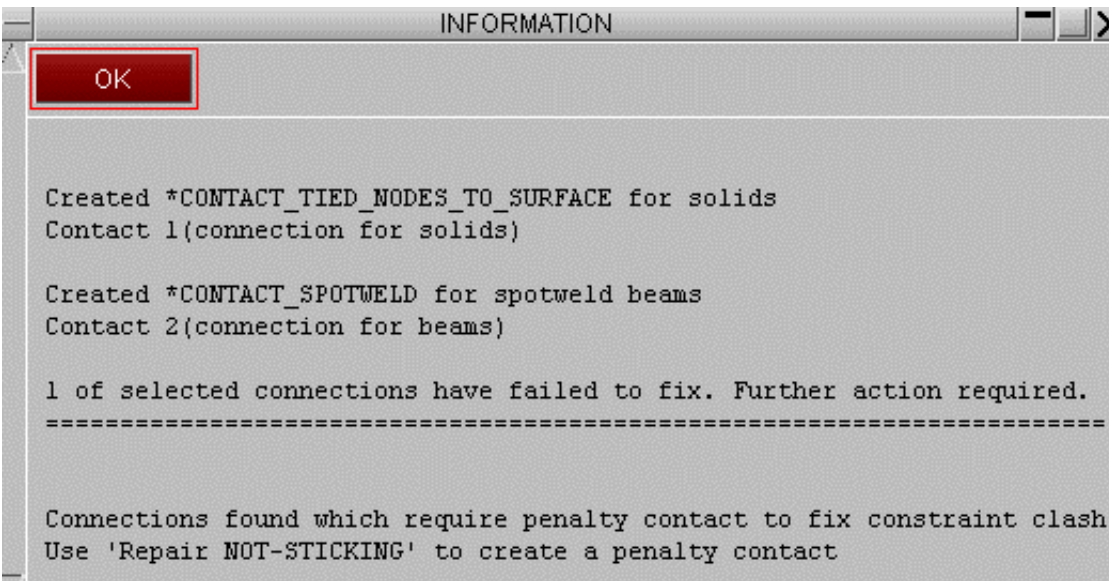 INFORMATION
OK
Created *CONTACT_TIED_NODES_TO_SURFACE for solids
Contact 1(connection for solids)
Created *CONTACT_SPOTWELD for spotweld beams
Contact 2(connection for beams)
1 of selected connections have failed to fix. Further action required.
======================================================================
Connections found which require penalty contact to fix constraint clash
Use 'Repair NOT-STICKING' to create a penalty contact